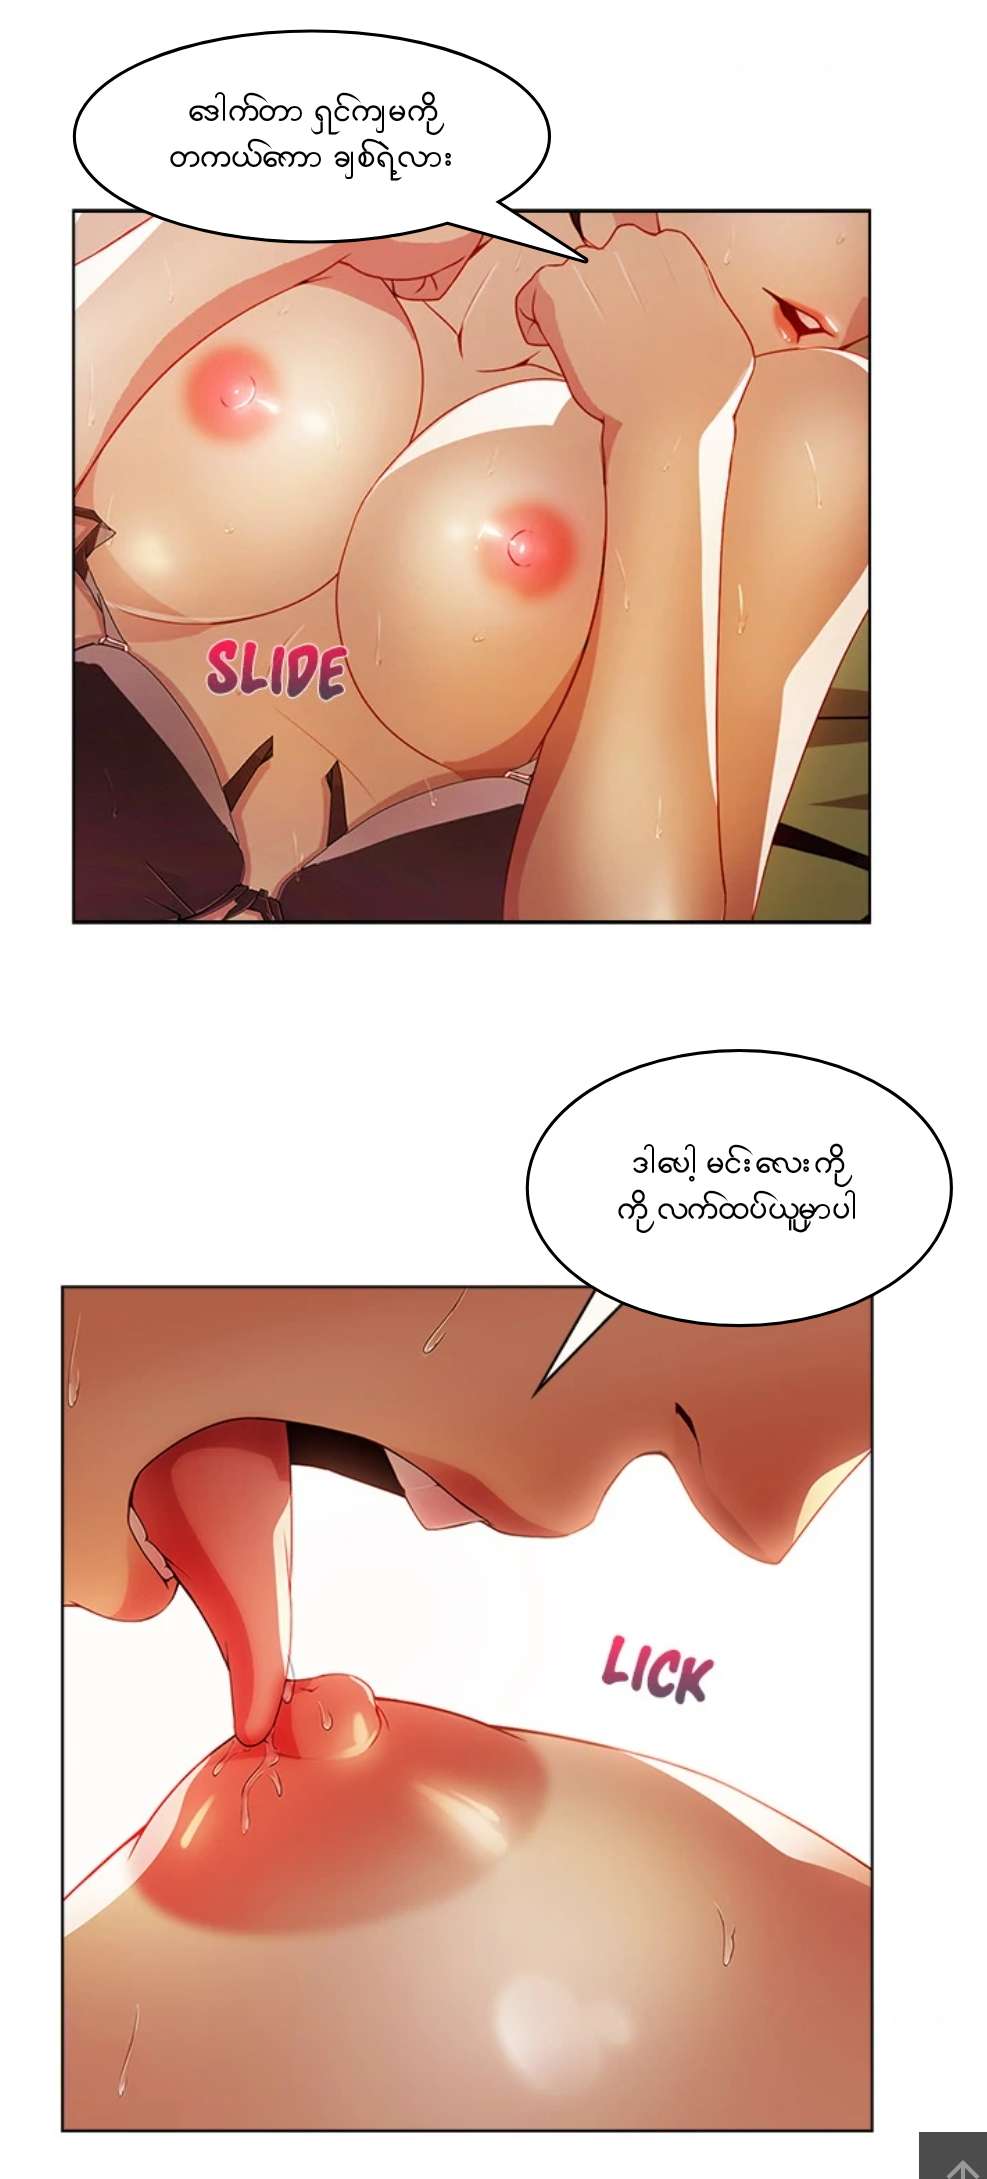 ဒေါက်တာ ရှင်ကျမကို
တကယ်ကော ချစ်ရဲ့လား
SLIDE
ဒါပေါ့ မင်းလေးကို
ကို လက်ထပ်ယူမှာပါ
LICK